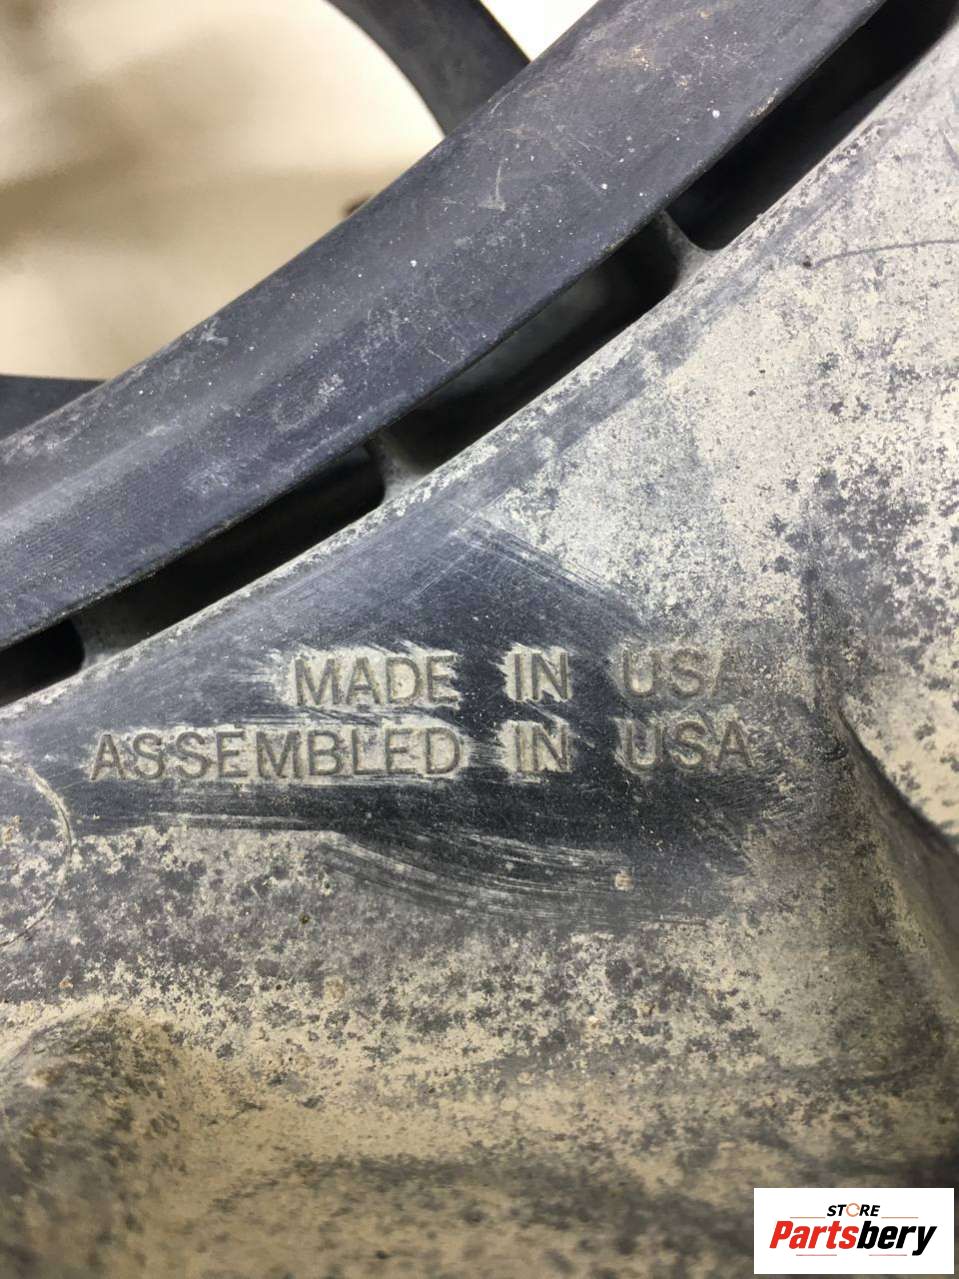 MADE IN USA
ASSEMBLED IN USA
STORE
Partsbery